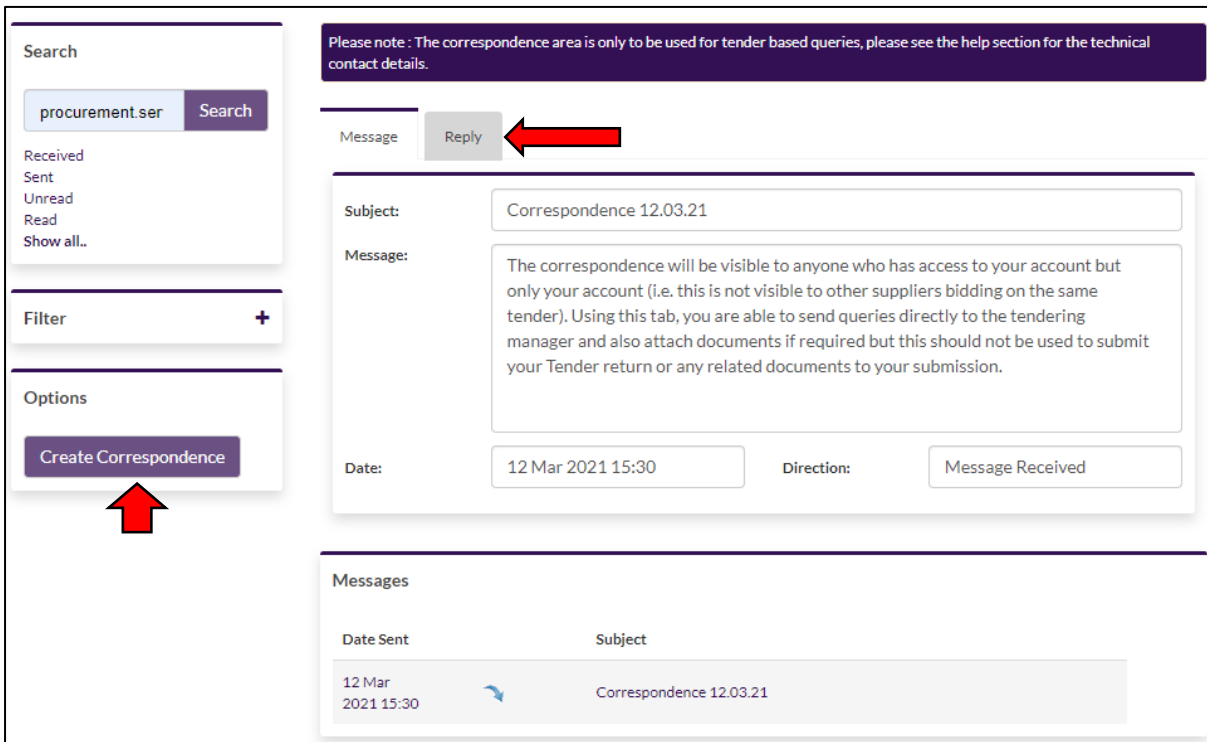 Search
procurement.ser
Search
Received
Sent
Unread
Read
Show all..
Filter
+
Options
Create Correspondence
Please note : The correspondence area is only to be used for tender based queries, please see the help section for the technical
contact details.
Message
Reply
Subject:
Correspondence 12.03.21
Message:
The correspondence will be visible to anyone who has access to your account but
only your account (i.e. this is not visible to other suppliers bidding on the same
tender). Using this tab, you are able to send queries directly to the tendering
manager and also attach documents if required but this should not be used to submit
your Tender return or any related documents to your submission.
Date:
12 Mar 2021 15:30
Direction:
Message Received
Messages
Date Sent
Subject
12 Mar
2021 15:30
Correspondence 12.03.21